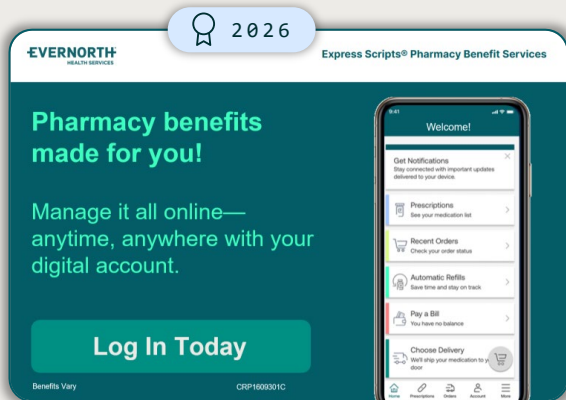 2026
EVERNORTH
HEALTH SERVICES
Express Scripts® Pharmacy Benefit Services
Pharmacy benefits
made for you!
Manage it all online—
anytime, anywhere with your
digital account.
Log In Today
Benefits Vary
CRP1609301C
9:41
Welcome!
Get Notifications
Stay connected with important updates
delivered to your device.
Prescriptions
See your medication list
Recent Orders
Check your order status
Automatic Refills
Save time and stay on track
Pay a Bill
You have no balance
Choose Delivery
We'll ship your medication to y
door
Home
Prescriptions
Orders
Account
More